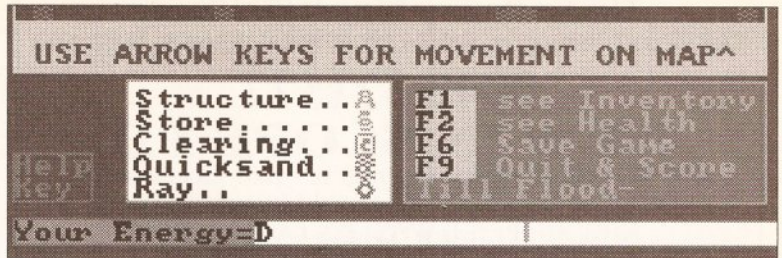 USE ARROW KEYS FOR MOVEMENT ON MAP^
Structure..A
Store......s
Clearing...c
Quicksand..
Ray..
Help
Key
F1 see Inventory
F2 see Health
F6 Save Game
F9 Quit & Score
Till Flood-
Your Energy=D